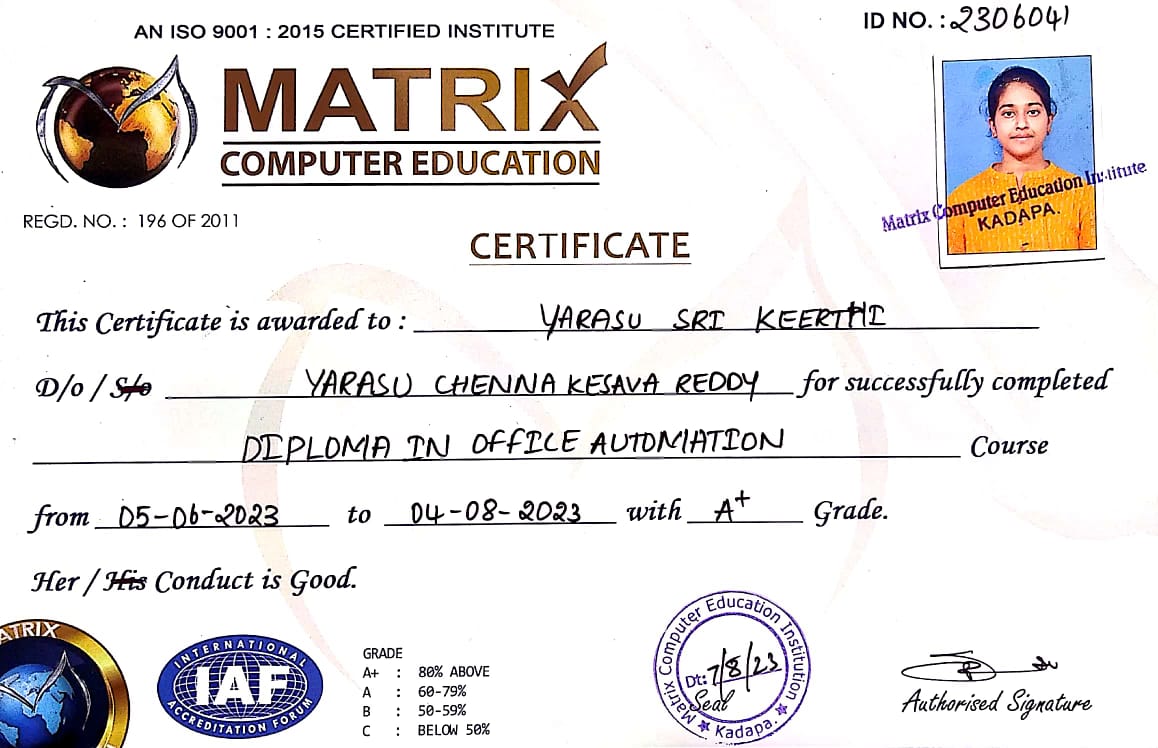 AN ISO 9001 : 2015 CERTIFIED INSTITUTE
ID NO. : 2306041
MATRIX
COMPUTER EDUCATION
REGD. NO. : 196 OF 2011
Matrix Computer Education Institute
KADAPA.
CERTIFICATE
This Certificate is awarded to : YARASU SRI KEERTHI
D/o / S/o YARASU CHENNA KESAVA REDDY for successfully completed
DIPLOMA IN OFFICE AUTOMATION Course
from 05-06-2023 to 04-08-2023 with A+ Grade.
Her / His Conduct is Good.
MATRIX
INTERNATIONAL
IAF
ACCREDITATION FORUM
GRADE
A+ : 80% ABOVE
A : 60-79%
B : 50-59%
C : BELOW 50%
Matrix Computer Education Institution
Dt: 7/8/23
Seal
Kadapa.
Authorised Signature